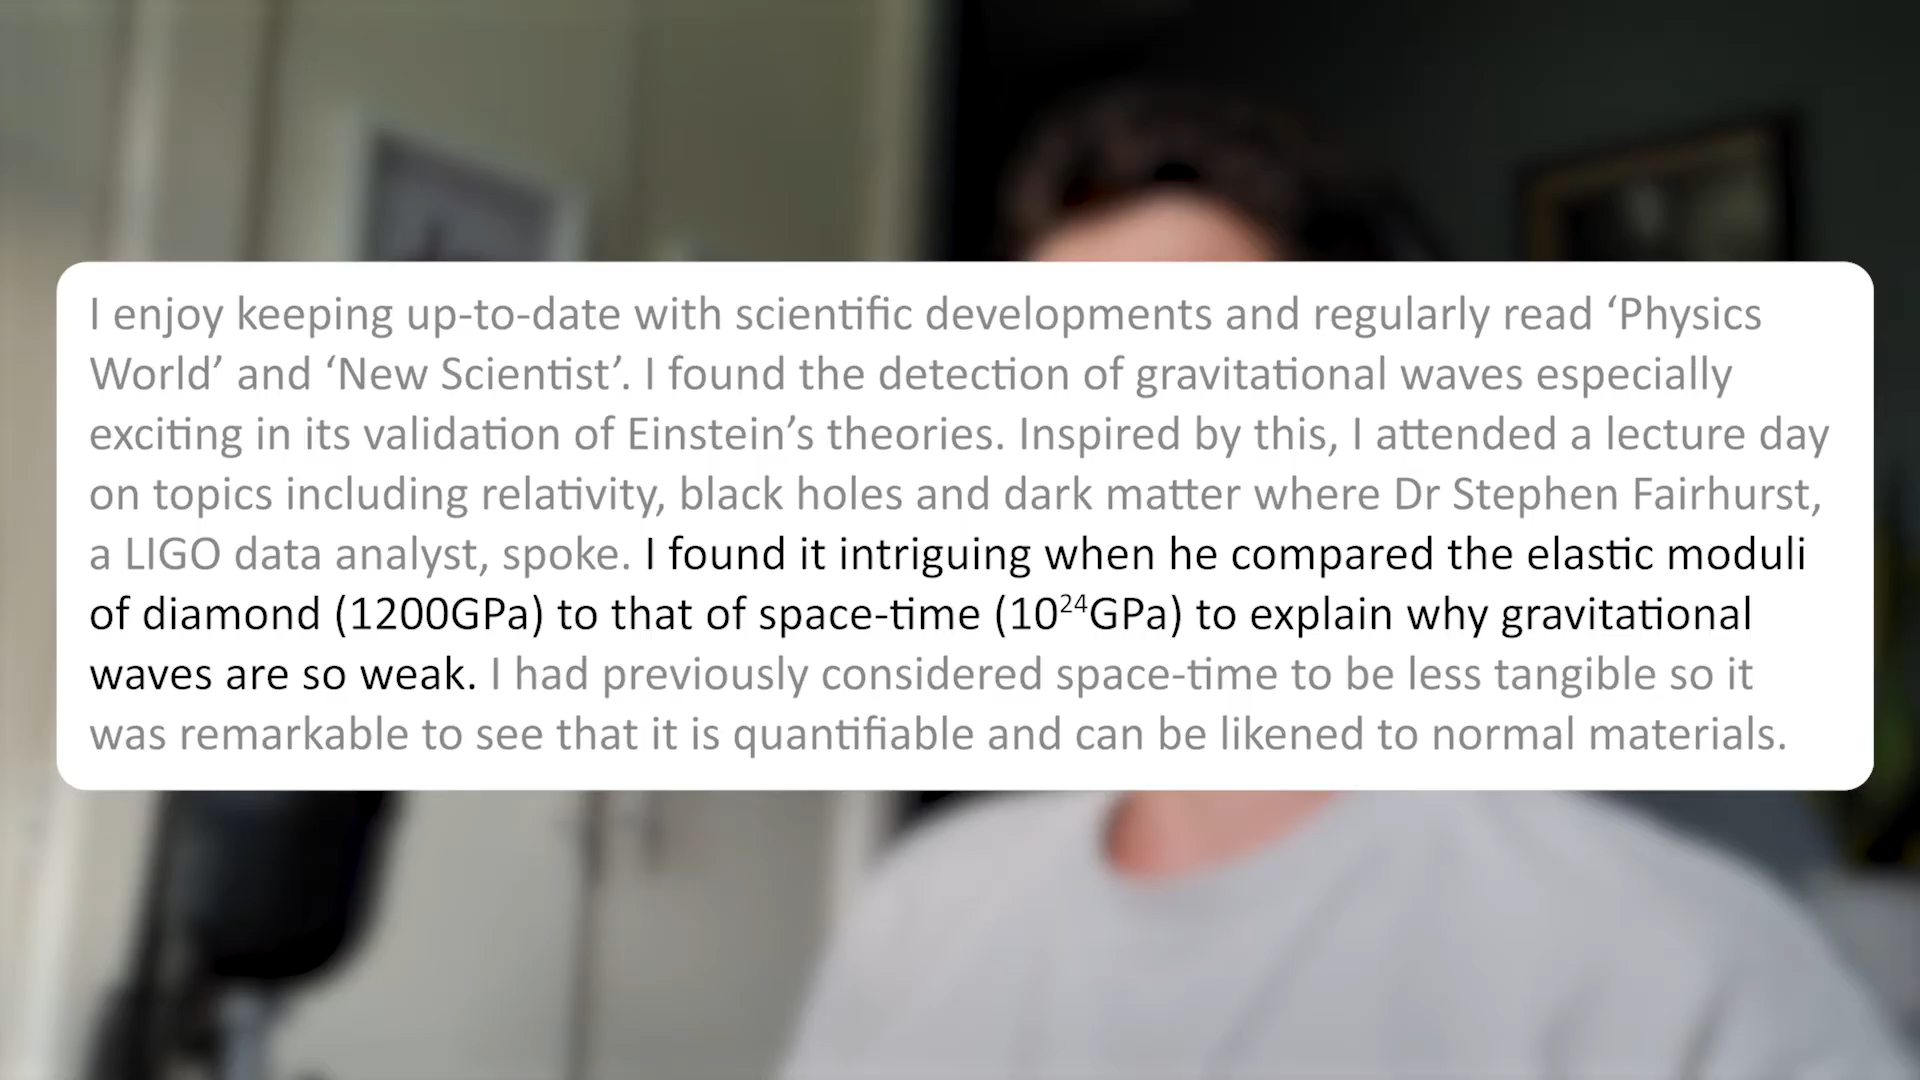 I enjoy keeping up-to-date with scientific developments and regularly read ‘Physics
World’ and ‘New Scientist’. I found the detection of gravitational waves especially
exciting in its validation of Einstein’s theories. Inspired by this, I attended a lecture day
on topics including relativity, black holes and dark matter where Dr Stephen Fairhurst,
a LIGO data analyst, spoke. I found it intriguing when he compared the elastic moduli
of diamond (1200GPa) to that of space-time (10²⁴GPa) to explain why gravitational
waves are so weak. I had previously considered space-time to be less tangible so it
was remarkable to see that it is quantifiable and can be likened to normal materials.